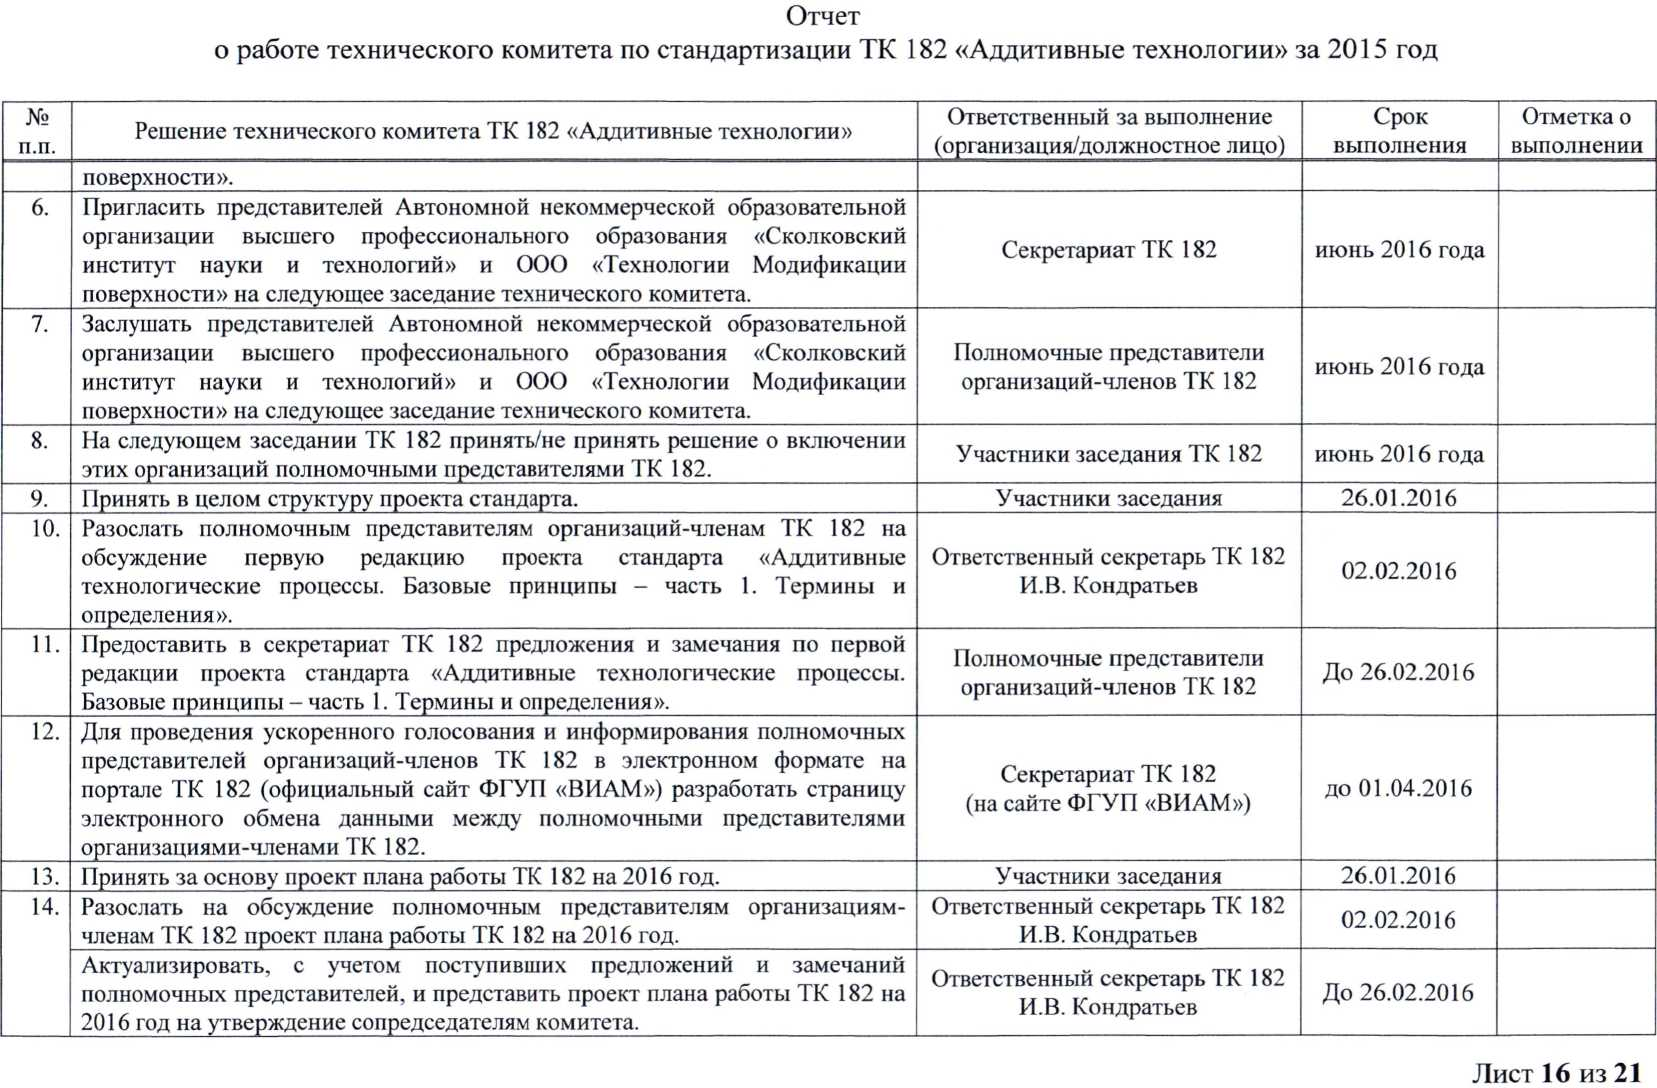 Отчет
о работе технического комитета по стандартизации ТК 182 «Аддитивные технологии» за 2015 год
№ п.п.
Решение технического комитета ТК 182 «Аддитивные технологии»
Ответственный за выполнение
(организация/должностное лицо)
Срок
выполнения
Отметка о
выполнении
поверхности».
6.
Пригласить представителей Автономной некоммерческой образовательной
организации высшего профессионального образования «Сколковский
институт науки и технологий» и ООО «Технологии Модификации
поверхности» на следующее заседание технического комитета.
Секретариат ТК 182
июнь 2016 года
7.
Заслушать представителей Автономной некоммерческой образовательной
организации высшего профессионального образования «Сколковский
институт науки и технологий» и ООО «Технологии Модификации
поверхности» на следующее заседание технического комитета.
Полномочные представители
организаций-членов ТК 182
июнь 2016 года
8.
На следующем заседании ТК 182 принять/не принять решение о включении
этих организаций полномочными представителями ТК 182.
Участники заседания ТК 182
июнь 2016 года
9.
Принять в целом структуру проекта стандарта.
Участники заседания
26.01.2016
10.
Разослать полномочным представителям организаций-членам ТК 182 на
обсуждение первую редакцию проекта стандарта «Аддитивные
технологические процессы. Базовые принципы – часть 1. Термины и
определения».
Ответственный секретарь ТК 182
И.В. Кондратьев
02.02.2016
11.
Предоставить в секретариат ТК 182 предложения и замечания по первой
редакции проекта стандарта «Аддитивные технологические процессы.
Базовые принципы – часть 1. Термины и определения».
Полномочные представители
организаций-членов ТК 182
До 26.02.2016
12.
Для проведения ускоренного голосования и информирования полномочных
представителей организаций-членов ТК 182 в электронном формате на
портале ТК 182 (официальный сайт ФГУП «ВИАМ») разработать страницу
электронного обмена данными между полномочными представителями
организациями-членами ТК 182.
Секретариат ТК 182
(на сайте ФГУП «ВИАМ»)
до 01.04.2016
13.
Принять за основу проект плана работы ТК 182 на 2016 год.
Участники заседания
26.01.2016
14.
Разослать на обсуждение полномочным представителям организациям-
членам ТК 182 проект плана работы ТК 182 на 2016 год.
Ответственный секретарь ТК 182
И.В. Кондратьев
02.02.2016
Актуализировать, с учетом поступивших предложений и замечаний
полномочных представителей, и представить проект плана работы ТК 182 на
2016 год на утверждение сопредседателям комитета.
Ответственный секретарь ТК 182
И.В. Кондратьев
До 26.02.2016
Лист 16 из 21